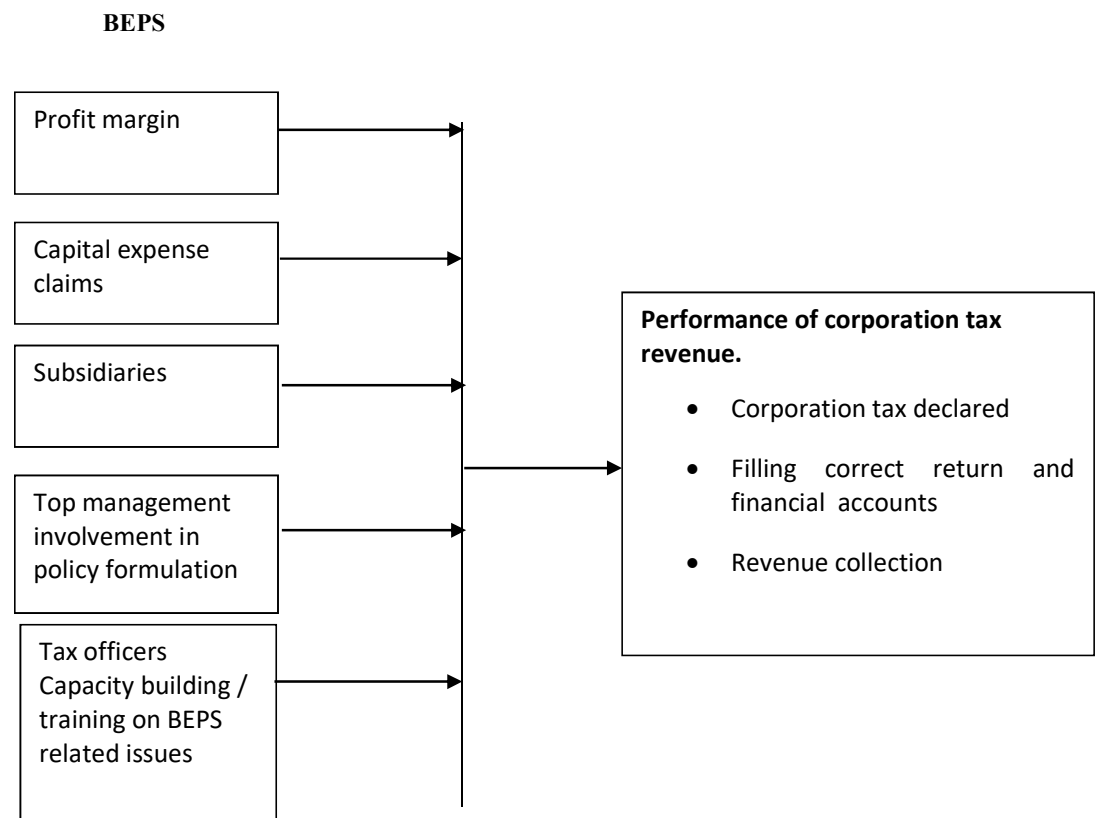 BEPS
Profit margin
Capital expense
claims
Subsidiaries
Top management
involvement in
policy formulation
Tax officers
Capacity building /
training on BEPS
related issues
Performance of corporation tax
revenue.
• Corporation tax declared
• Filling correct return and
financial accounts
• Revenue collection